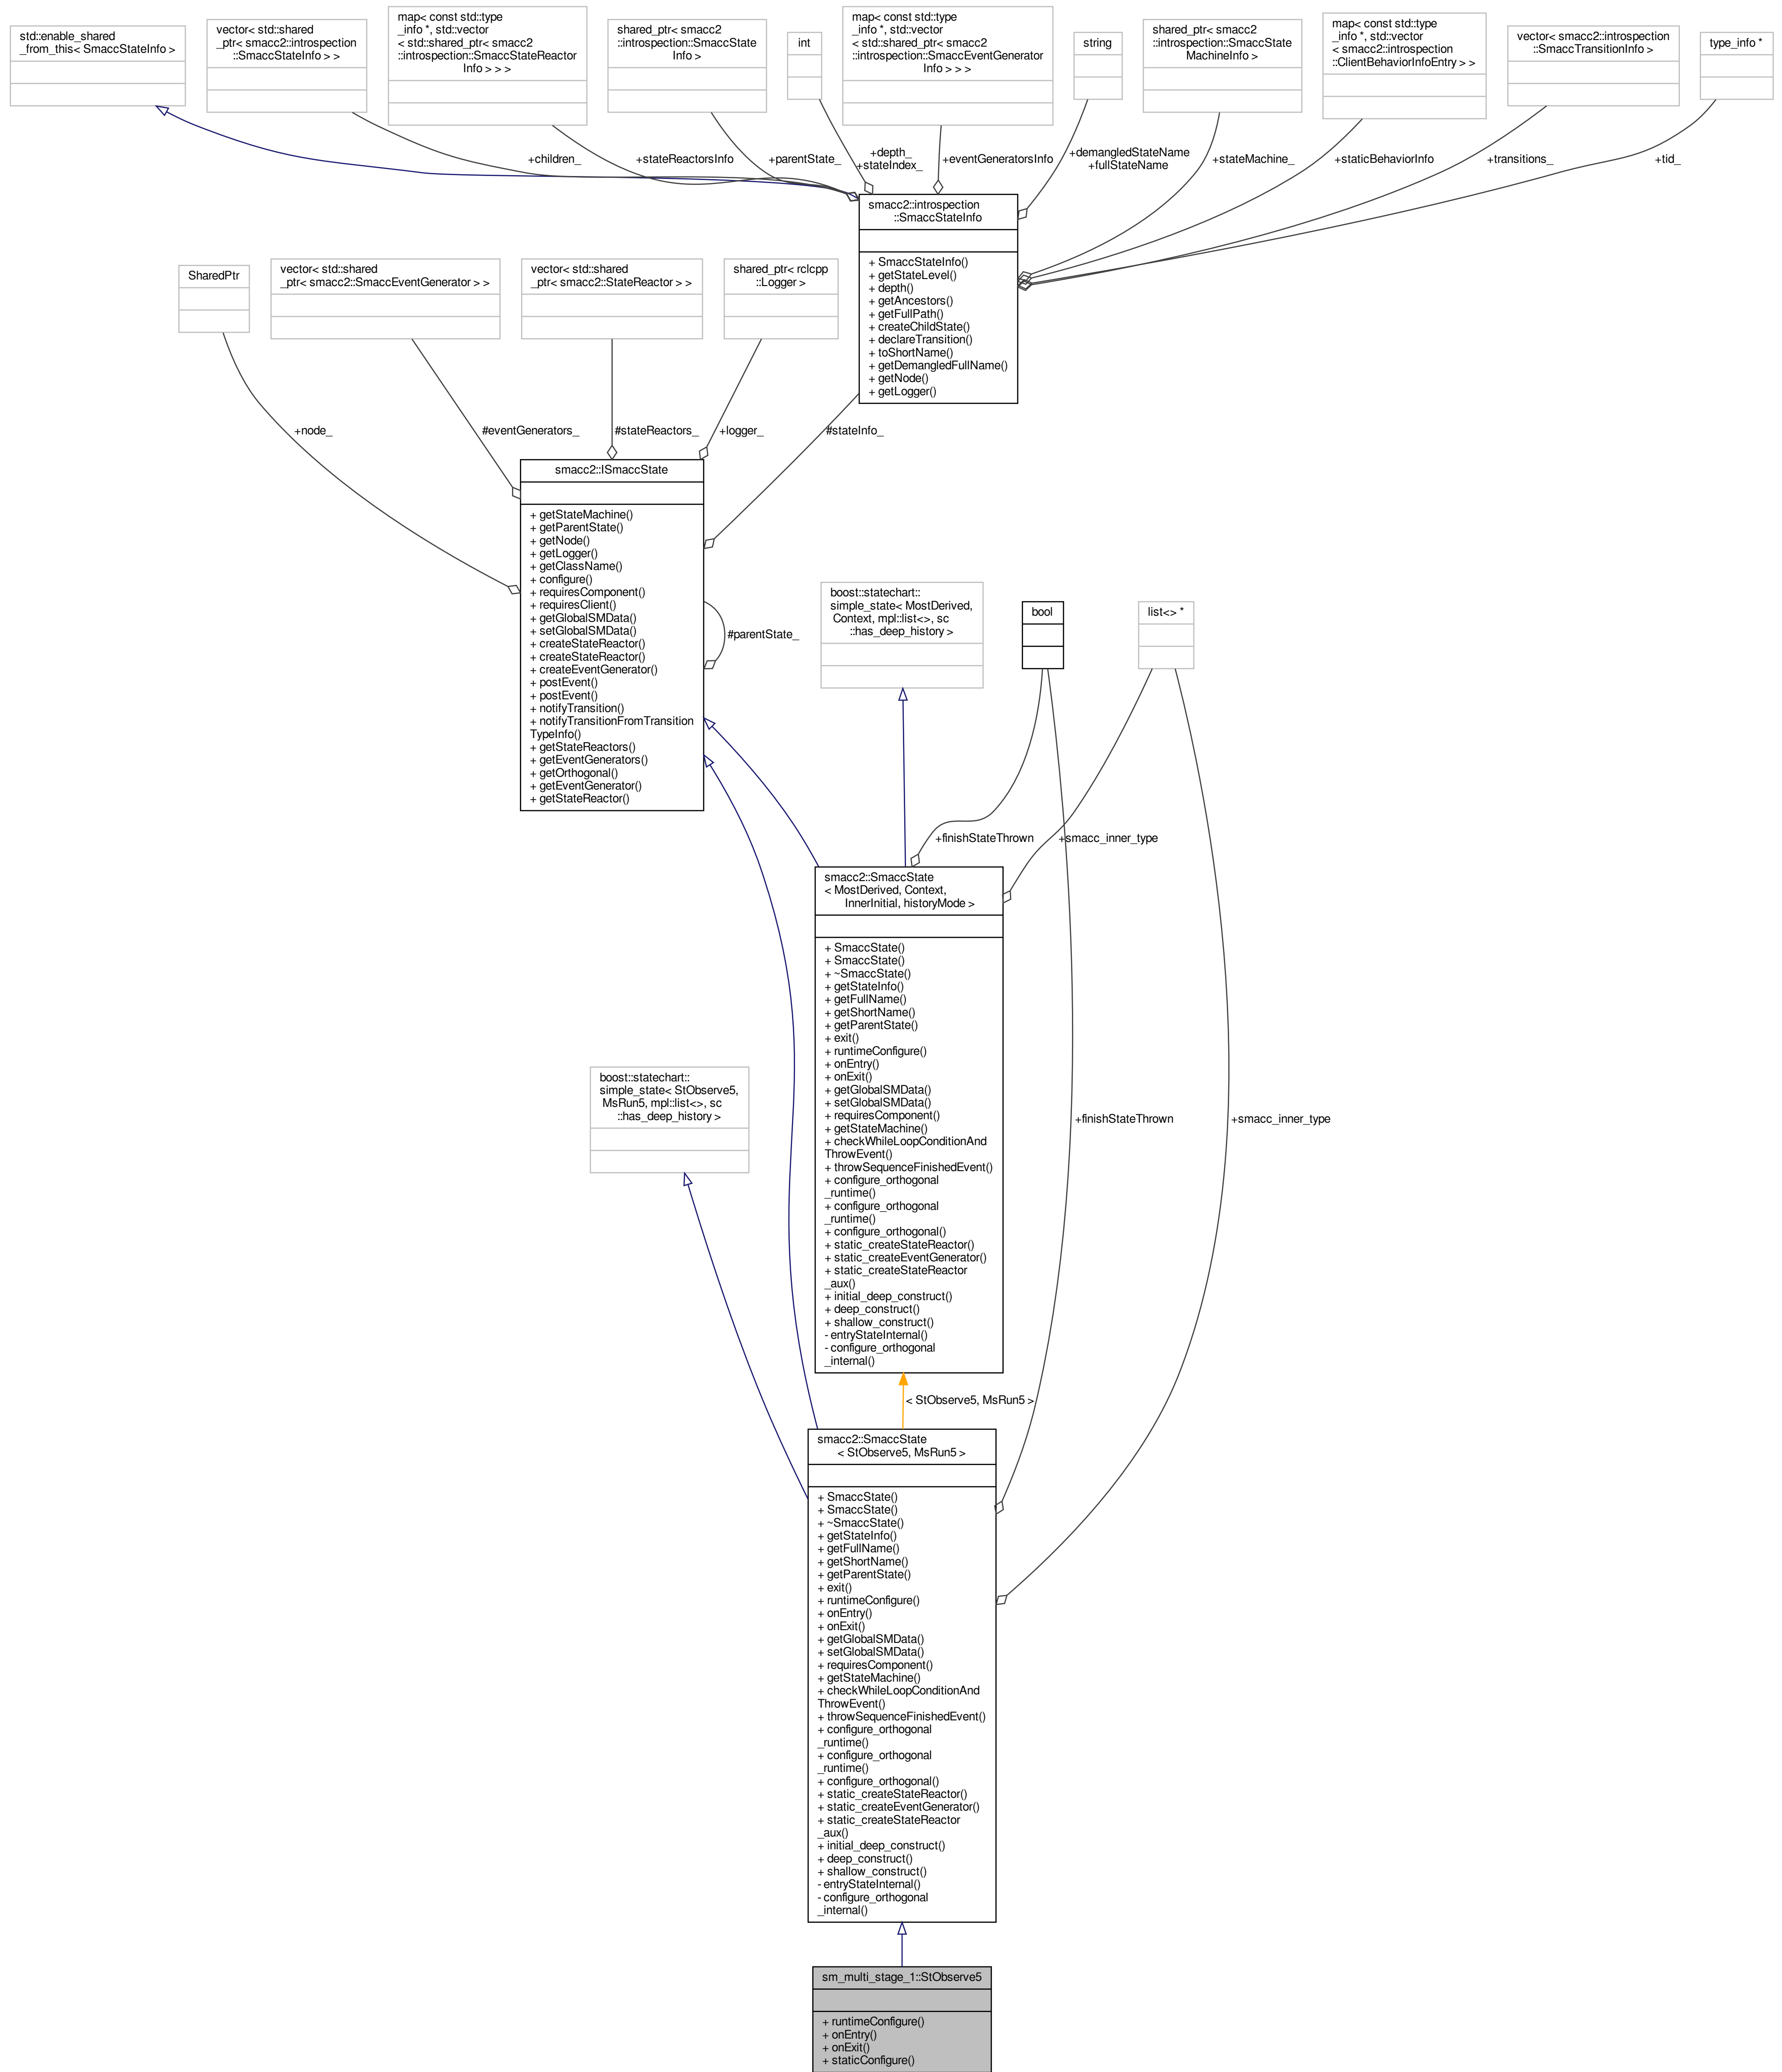 std::enable_shared
_from_this< SmaccStateInfo >
vector< std::shared
_ptr< smacc2::introspection
::SmaccStateInfo > >
map< const std::type
_info *, std::vector
< std::shared_ptr< smacc2
::introspection::SmaccStateReactor
Info > > >
shared_ptr< smacc2
::introspection::SmaccState
Info >
int
map< const std::type
_info *, std::vector
< std::shared_ptr< smacc2
::introspection::SmaccEventGenerator
Info > > >
string
shared_ptr< smacc2
::introspection::SmaccState
MachineInfo >
map< const std::type
_info *, std::vector
< smacc2::introspection
::ClientBehaviorInfoEntry > >
vector< smacc2::introspection
::SmaccTransitionInfo >
type_info *
+children_
+stateReactorsInfo
+parentState_
+depth_
+stateIndex_
+eventGeneratorsInfo
+demangledStateName
+fullStateName
+stateMachine_
+staticBehaviorInfo
+transitions_
+tid_
smacc2::introspection
::SmaccStateInfo
+ SmaccStateInfo()
+ getStateLevel()
+ depth()
+ getAncestors()
+ getFullPath()
+ createChildState()
+ declareTransition()
+ toShortName()
+ getDemangledFullName()
+ getNode()
+ getLogger()
SharedPtr
vector< std::shared
_ptr< smacc2::SmaccEventGenerator > >
vector< std::shared
_ptr< smacc2::StateReactor > >
shared_ptr< rclcpp
::Logger >
+node_
#eventGenerators_
#stateReactors_
+logger_
#stateInfo_
smacc2::ISmaccState
+ getStateMachine()
+ getParentState()
+ getNode()
+ getLogger()
+ getClassName()
+ configure()
+ requiresComponent()
+ requiresClient()
+ getGlobalSMData()
+ setGlobalSMData()
+ createStateReactor()
+ createStateReactor()
+ createEventGenerator()
+ postEvent()
+ postEvent()
+ notifyTransition()
+ notifyTransitionFromTransition
TypeInfo()
+ getStateReactors()
+ getEventGenerators()
+ getOrthogonal()
+ getEventGenerator()
+ getStateReactor()
#parentState_
boost::statechart::
simple_state< MostDerived,
Context, mpl::list<>, sc
::has_deep_history >
bool
list<> *
+finishStateThrown
+smacc_inner_type
smacc2::SmaccState
< MostDerived, Context,
InnerInitial, historyMode >
+ SmaccState()
+ SmaccState()
+ ~SmaccState()
+ getStateInfo()
+ getFullName()
+ getShortName()
+ getParentState()
+ exit()
+ runtimeConfigure()
+ onEntry()
+ onExit()
+ getGlobalSMData()
+ setGlobalSMData()
+ requiresComponent()
+ getStateMachine()
+ checkWhileLoopConditionAnd
ThrowEvent()
+ throwSequenceFinishedEvent()
+ configure_orthogonal
_runtime()
+ configure_orthogonal
_runtime()
+ configure_orthogonal()
+ static_createStateReactor()
+ static_createEventGenerator()
+ static_createStateReactor
_aux()
+ initial_deep_construct()
+ deep_construct()
+ shallow_construct()
- entryStateInternal()
- configure_orthogonal
_internal()
boost::statechart::
simple_state< StObserve5,
MsRun5, mpl::list<>, sc
::has_deep_history >
+finishStateThrown
+smacc_inner_type
< StObserve5, MsRun5 >
smacc2::SmaccState
< StObserve5, MsRun5 >
+ SmaccState()
+ SmaccState()
+ ~SmaccState()
+ getStateInfo()
+ getFullName()
+ getShortName()
+ getParentState()
+ exit()
+ runtimeConfigure()
+ onEntry()
+ onExit()
+ getGlobalSMData()
+ setGlobalSMData()
+ requiresComponent()
+ getStateMachine()
+ checkWhileLoopConditionAnd
ThrowEvent()
+ throwSequenceFinishedEvent()
+ configure_orthogonal
_runtime()
+ configure_orthogonal
_runtime()
+ configure_orthogonal()
+ static_createStateReactor()
+ static_createEventGenerator()
+ static_createStateReactor
_aux()
+ initial_deep_construct()
+ deep_construct()
+ shallow_construct()
- entryStateInternal()
- configure_orthogonal
_internal()
sm_multi_stage_1::StObserve5
+ runtimeConfigure()
+ onEntry()
+ onExit()
+ staticConfigure()